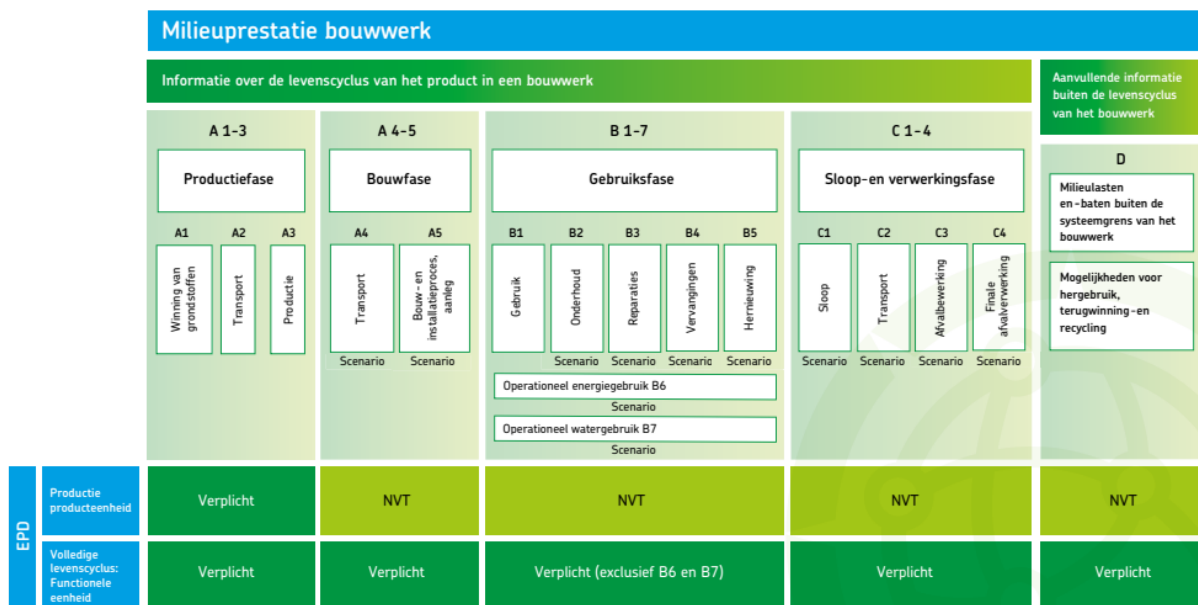 Milieuprestatie bouwwerk
Informatie over de levenscyclus van het product in een bouwwerk
Aanvullende informatie
buiten de levenscyclus
van het bouwwerk
A 1-3
A 4-5
B 1-7
C 1-4
D
Productiefase
Bouwfase
Gebruiksfase
Sloop-en verwerkingsfase
Milieulasten
en-baten buiten de
systeemgrens van het
bouwwerk
A1
A2
A3
A4
A5
B1
B2
B3
B4
B5
C1
C2
C3
C4
Winning van
grondstoffen
Transport
Productie
Transport
Bouw- en
installatieproces,
aanleg
Gebruik
Onderhoud
Reparaties
Vervangingen
Hernieuwing
Sloop
Transport
Afvalbewerking
Finale
afvalverwerking
Mogelijkheden voor
hergebruik,
terugwinning-en
recycling
Scenario
Scenario
Scenario
Scenario
Scenario
Scenario
Scenario
Scenario
Scenario
Scenario
Operationeel energiegebruik B6
Scenario
Operationeel watergebruik B7
Scenario
EPD
Productie
producteenheid
Verplicht
NVT
NVT
NVT
NVT
Volledige
levenscyclus:
Functionele
eenheid
Verplicht
Verplicht
Verplicht (exclusief B6 en B7)
Verplicht
Verplicht